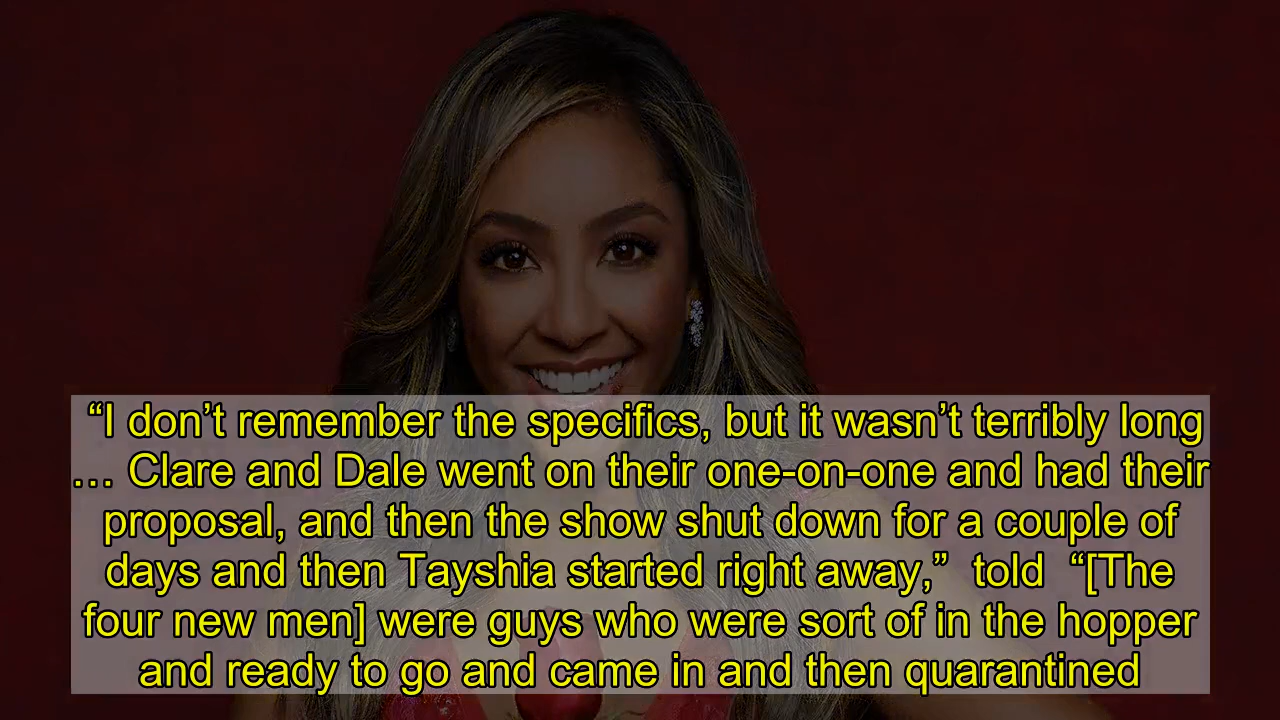 “I don’t remember the specifics, but it wasn’t terribly long
… Clare and Dale went on their one-on-one and had their
proposal, and then the show shut down for a couple of
days and then Tayshia started right away,”  told  “[The
four new men] were guys who were sort of in the hopper
and ready to go and came in and then quarantined